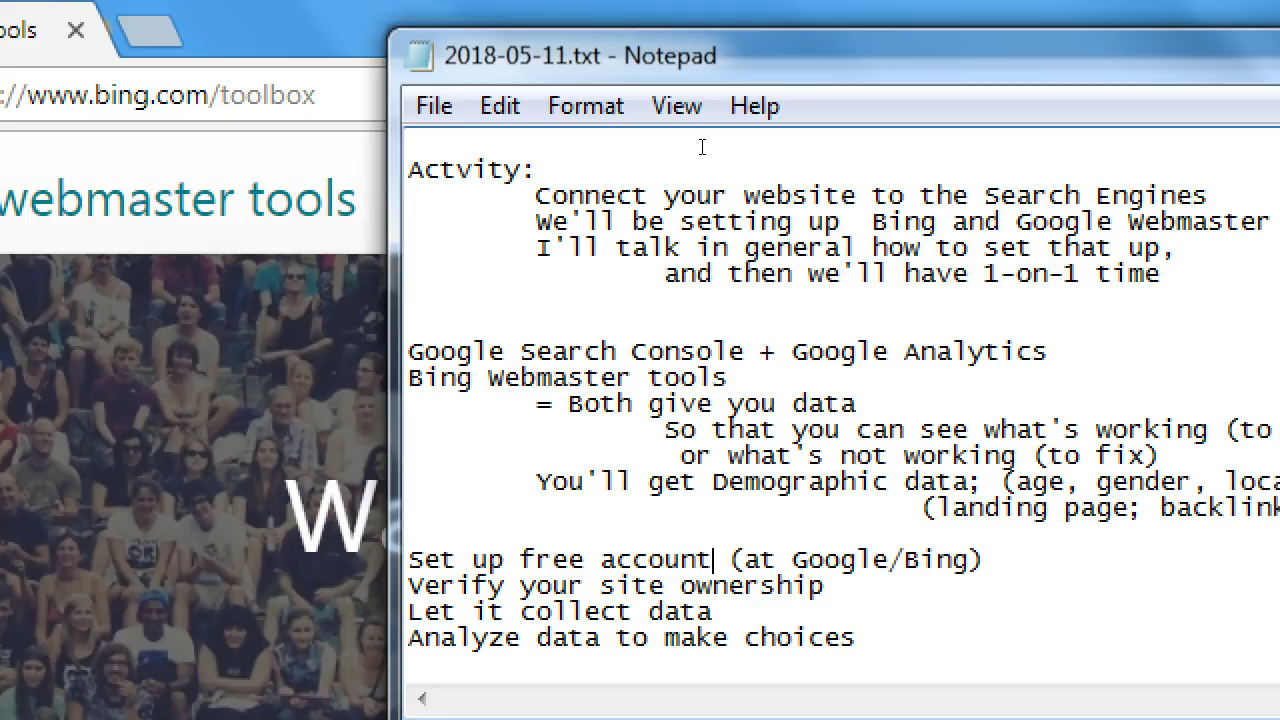 ools
2018-05-11.txt - Notepad
://www.bing.com/toolbox
File Edit Format View Help
webmaster tools
Actvity:
Connect your website to the Search Engines
We'll be setting up Bing and Google Webmaster
I'll talk in general how to set that up,
and then we'll have 1-on-1 time
Google Search Console + Google Analytics
Bing Webmaster tools
= Both give you data
So that you can see what's working (to
or what's not working (to fix)
You'll get Demographic data; (age, gender, loca
(landing page; backlink
W
Set up free account (at Google/Bing)
Verify your site ownership
Let it collect data
Analyze data to make choices